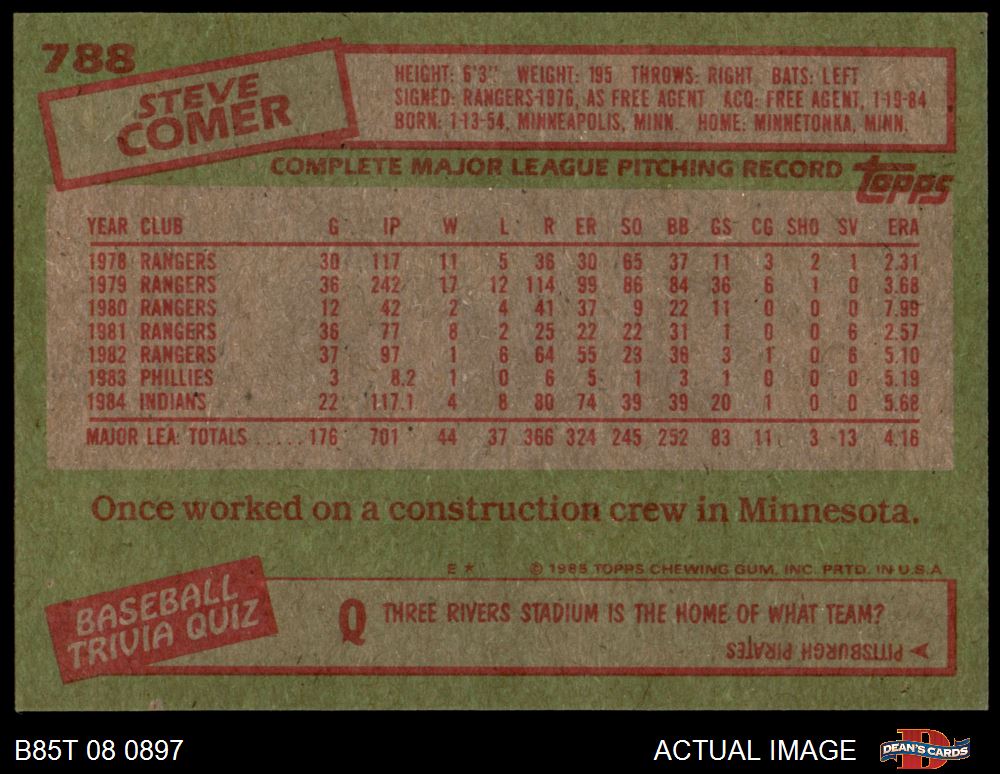 788
STEVE
COMER
HEIGHT: 6'3" WEIGHT: 195 THROWS: RIGHT BATS: LEFT
SIGNED: RANGERS-1976, AS FREE AGENT ACQ: FREE AGENT, 1-19-84
BORN: 1-13-54, MINNEAPOLIS, MINN. HOME: MINNETONKA, MINN.
COMPLETE MAJOR LEAGUE PITCHING RECORD
Topps
YEAR CLUB G IP W L R ER SO BB GS CG SHO SV ERA
1978 RANGERS 30 117 11 5 36 30 65 37 11 3 2 1 2.31
1979 RANGERS 36 242 17 12 114 99 86 84 36 6 1 0 3.68
1980 RANGERS 12 42 2 4 41 37 9 22 11 0 0 0 7.99
1981 RANGERS 36 77 8 2 25 22 22 31 1 0 0 6 2.57
1982 RANGERS 37 97 1 6 64 55 23 36 3 1 0 6 5.10
1983 PHILLIES 3 8.2 1 0 6 5 1 3 1 0 0 0 5.19
1984 INDIANS 22 117.1 4 8 80 74 39 39 20 1 0 0 5.68
MAJOR LEA. TOTALS ......176 701 44 37 366 324 245 252 83 11 3 13 4.16
Once worked on a construction crew in Minnesota.
E * © 1985 TOPPS CHEWING GUM, INC. PRTD. IN U.S.A
BASEBALL
TRIVIA QUIZ
Q THREE RIVERS STADIUM IS THE HOME OF WHAT TEAM?
PITTSBURGH PIRATES
B85T 08 0897
ACTUAL IMAGE
D
DEAN'S CARDS